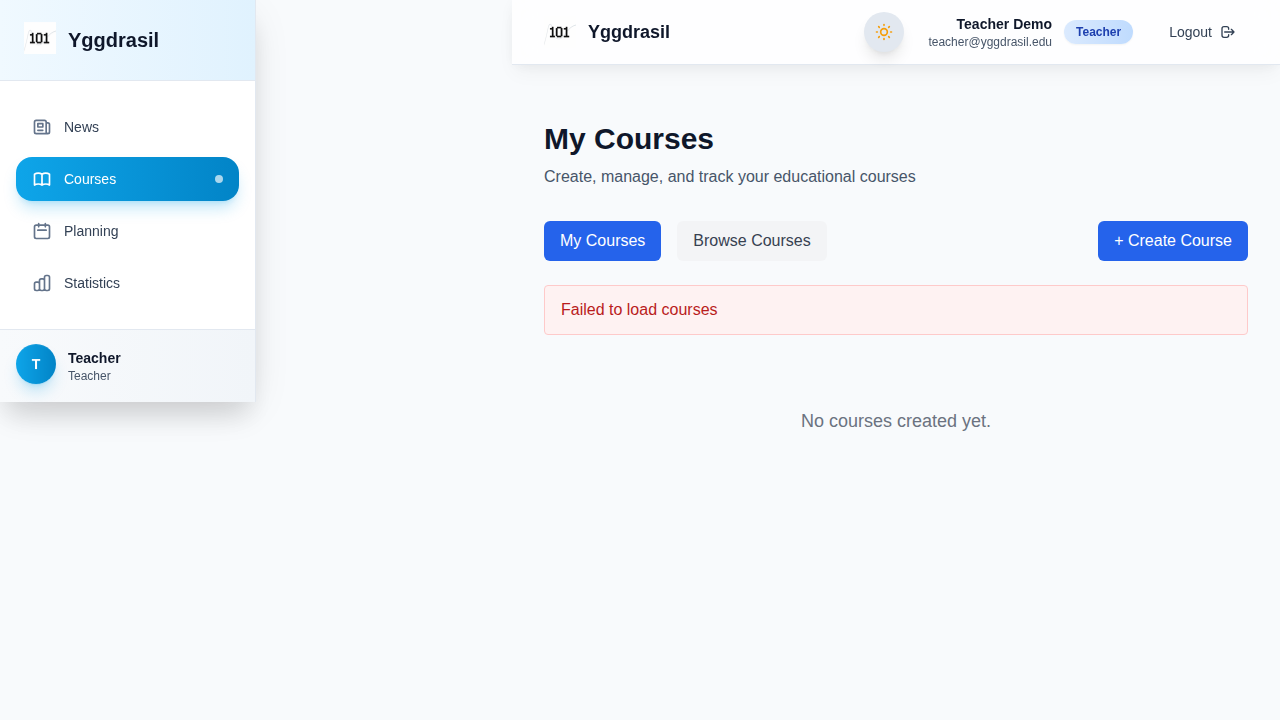 101 Yggdrasil
News
Courses
Planning
Statistics
T
Teacher
Teacher
101 Yggdrasil
Teacher Demo
teacher@yggdrasil.edu
Teacher
Logout
My Courses
Create, manage, and track your educational courses
My Courses
Browse Courses
+ Create Course
Failed to load courses
No courses created yet.